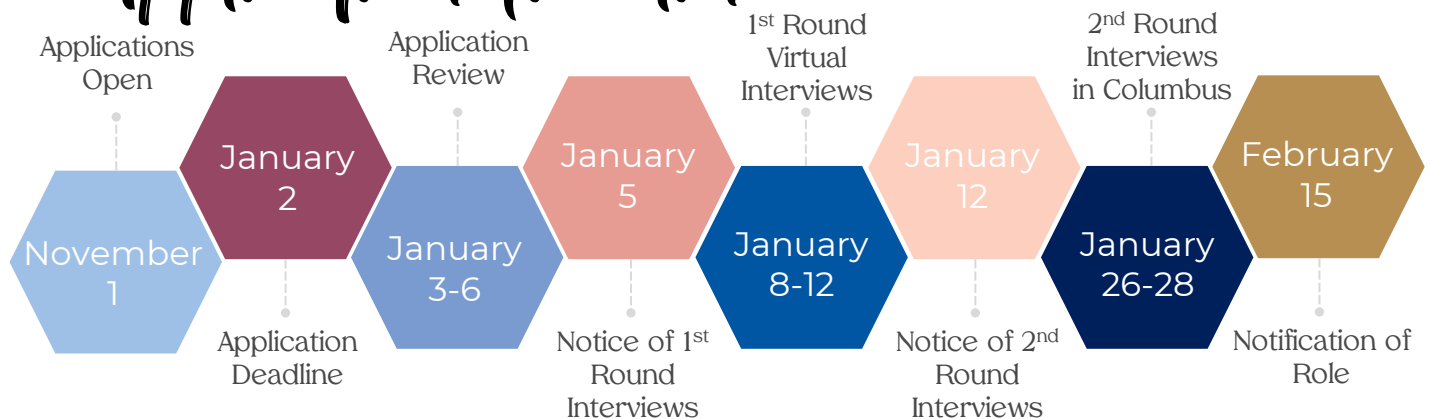 Applications
Open
November
1
January
2
Application
Deadline
Application
Review
January
3-6
January
5
Notice of 1st
Round
Interviews
1st Round
Virtual
Interviews
January
8-12
January
12
Notice of 2nd
Round
Interviews
2nd Round
Interviews
in Columbus
January
26-28
February
15
Notification of
Role